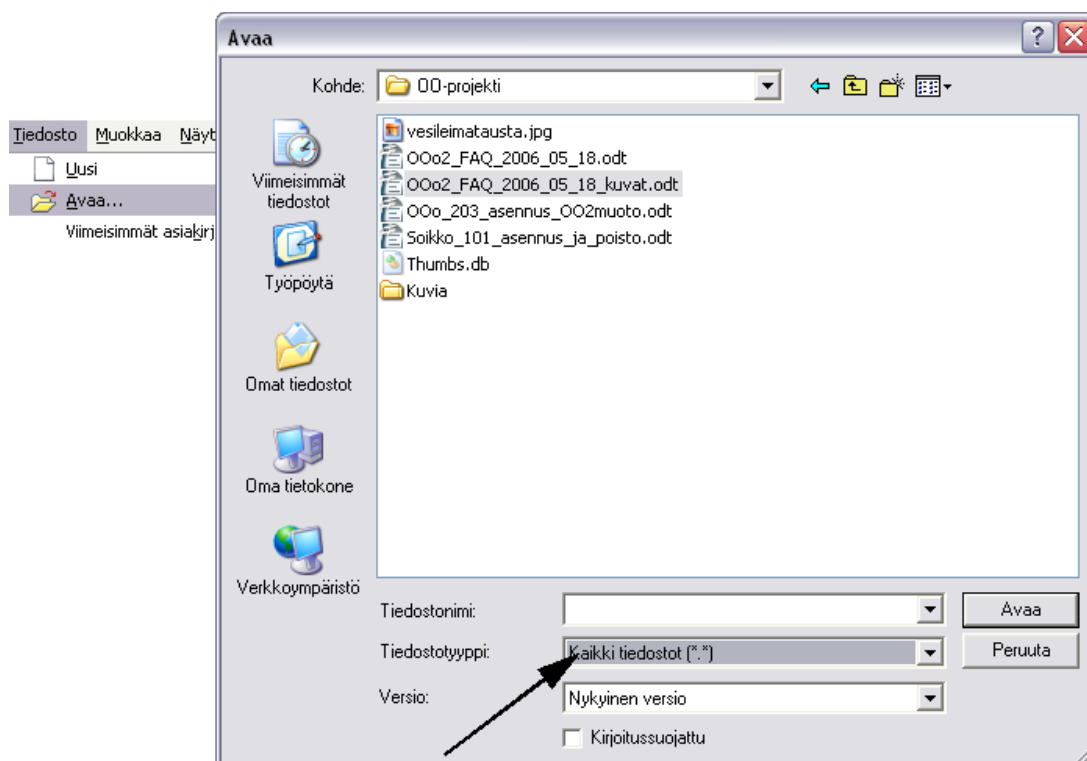 Tiedosto Muokkaa Näyt
Uusi
Avaa...
Viimeisimmät asiakirj
Avaa
Kohde: OO-projekti
Viimeisimmät
tiedostot
Työpöytä
Omat tiedostot
Oma tietokone
Verkkoympäristö
vesileimatausta.jpg
OOo2_FAQ_2006_05_18.odt
OOo2_FAQ_2006_05_18_kuvat.odt
OOo_203_asennus_OO2muoto.odt
Soikko_101_asennus_ja_poisto.odt
Thumbs.db
Kuvia
Tiedostonimi: Avaa
Tiedostotyyppi: Kaikki tiedostot (*.*) Peruuta
Versio: Nykyinen versio
Kirjoitussuojattu